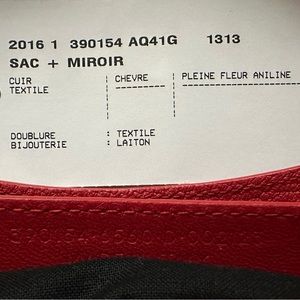 2016 1 390154 AQ41G 1313
SAC + MIROIR
CUIR : CHEVRE : PLEINE FLEUR ANILINE
TEXTILE
DOUBLURE : TEXTILE
BIJOUTERIE : LAITON